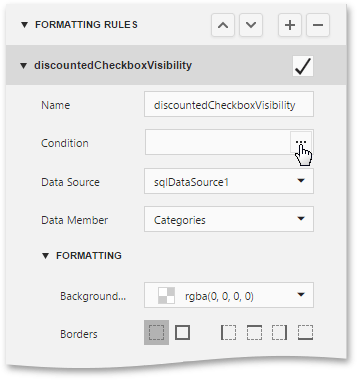 FORMATTING RULES
discountedCheckboxVisibility
Name discountedCheckboxVisibility
Condition ...
Data Source sqlDataSource1
Data Member Categories
FORMATTING
Background... rgba(0, 0, 0, 0)
Borders